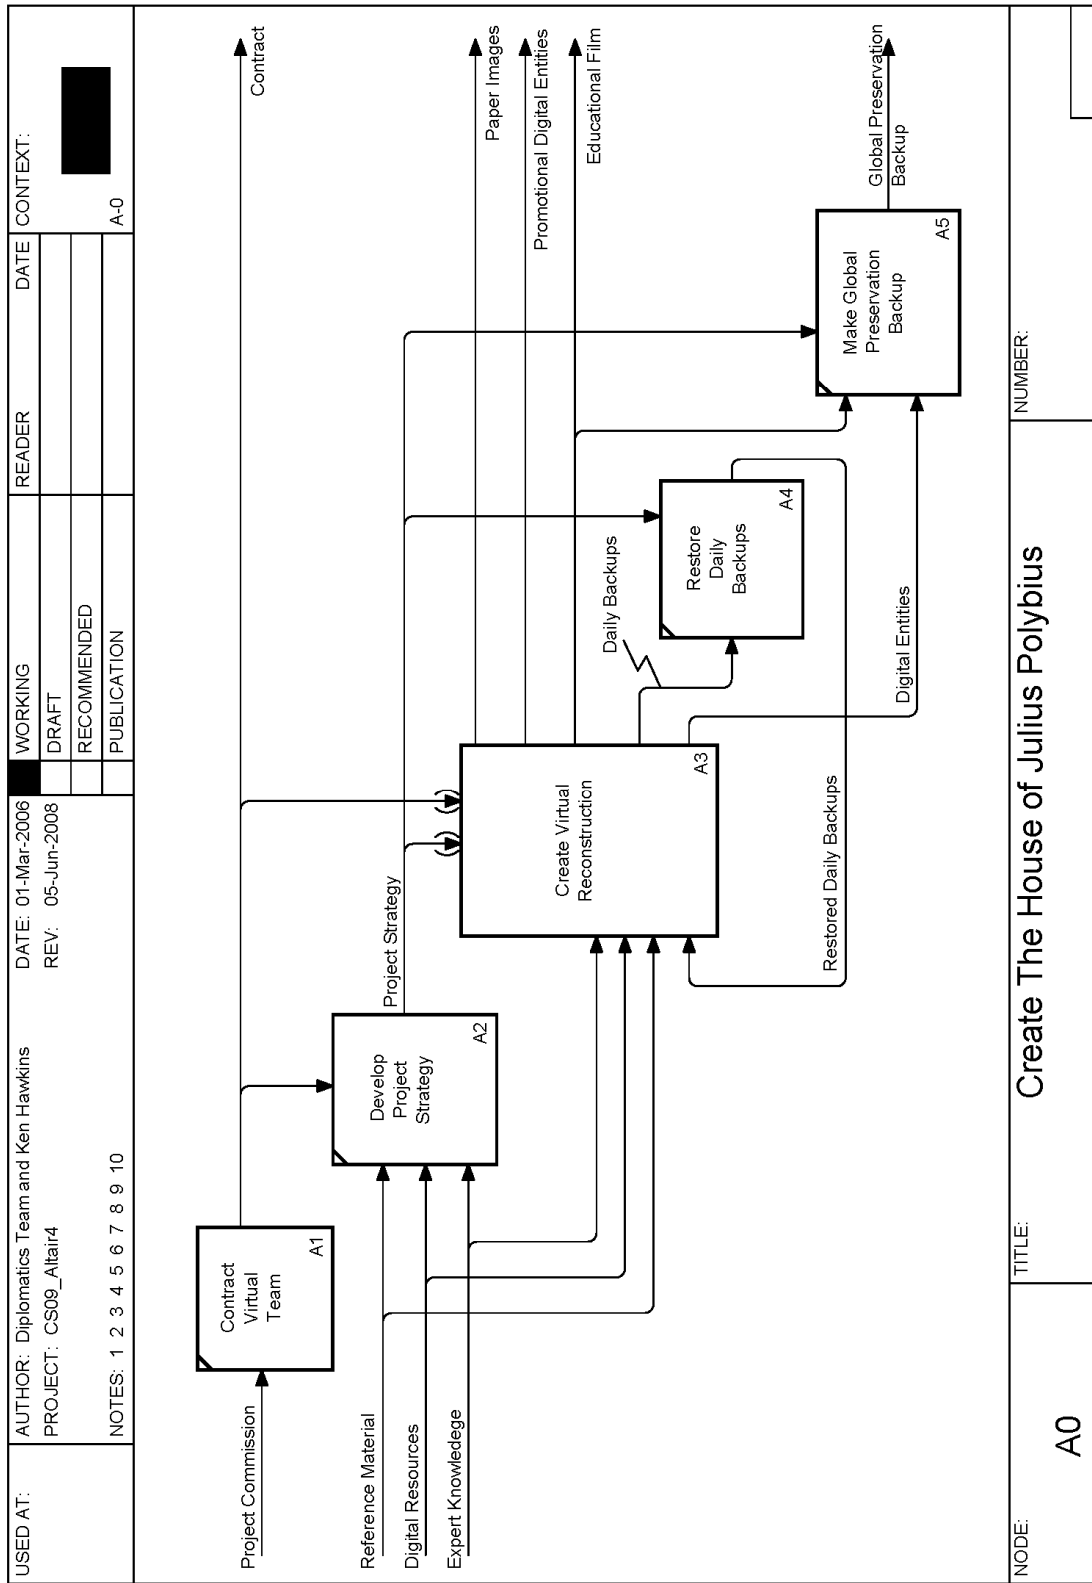 USED AT:
AUTHOR: Diplomatics Team and Ken Hawkins
PROJECT: CS09_Altair4
NOTES: 1 2 3 4 5 6 7 8 9 10
DATE: 01-Mar-2006
REV: 05-Jun-2008
WORKING
DRAFT
RECOMMENDED
PUBLICATION
READER
DATE
CONTEXT:
A-0
Project Commission
Contract
Virtual
Team
A1
Contract
Reference Material
Digital Resources
Expert Knowledege
Develop
Project
Strategy
A2
Project Strategy
Create Virtual
Reconstruction
A3
Paper Images
Promotional Digital Entities
Educational Film
Daily Backups
Restore
Daily
Backups
A4
Restored Daily Backups
Digital Entities
Make Global
Preservation
Backup
A5
Global Preservation
Backup
NODE:
A0
TITLE:
Create The House of Julius Polybius
NUMBER: